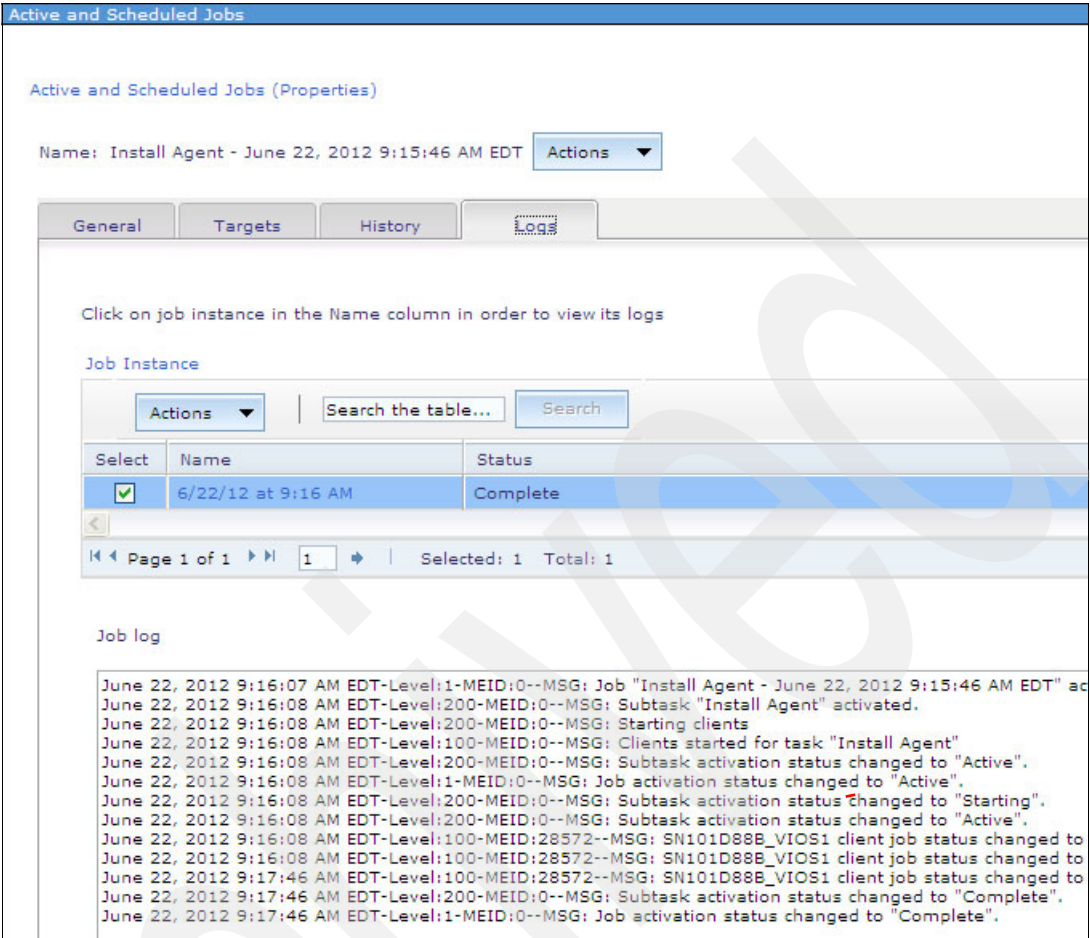 Active and Scheduled Jobs
Active and Scheduled Jobs (Properties)
Name: Install Agent - June 22, 2012 9:15:46 AM EDT Actions
General Targets History Logs
Click on job instance in the Name column in order to view its logs
Job Instance
Actions Search the table... Search
Select Name Status
6/22/12 at 9:16 AM Complete
Page 1 of 1 1 Selected: 1 Total: 1
Job log
June 22, 2012 9:16:07 AM EDT-Level:1-MEID:0--MSG: Job "Install Agent - June 22, 2012 9:15:46 AM EDT" ac
June 22, 2012 9:16:08 AM EDT-Level:200-MEID:0--MSG: Subtask "Install Agent" activated.
June 22, 2012 9:16:08 AM EDT-Level:200-MEID:0--MSG: Starting clients
June 22, 2012 9:16:08 AM EDT-Level:100-MEID:0--MSG: Clients started for task "Install Agent"
June 22, 2012 9:16:08 AM EDT-Level:200-MEID:0--MSG: Subtask activation status changed to "Active".
June 22, 2012 9:16:08 AM EDT-Level:1-MEID:0--MSG: Job activation status changed to "Active".
June 22, 2012 9:16:08 AM EDT-Level:200-MEID:0--MSG: Subtask activation status changed to "Starting".
June 22, 2012 9:16:08 AM EDT-Level:200-MEID:0--MSG: Subtask activation status changed to "Active".
June 22, 2012 9:16:08 AM EDT-Level:100-MEID:28572--MSG: SN101D88B_VIOS1 client job status changed to
June 22, 2012 9:16:08 AM EDT-Level:100-MEID:28572--MSG: SN101D88B_VIOS1 client job status changed to
June 22, 2012 9:17:46 AM EDT-Level:100-MEID:28572--MSG: SN101D88B_VIOS1 client job status changed to
June 22, 2012 9:17:46 AM EDT-Level:200-MEID:0--MSG: Subtask activation status changed to "Complete".
June 22, 2012 9:17:46 AM EDT-Level:1-MEID:0--MSG: Job activation status changed to "Complete".